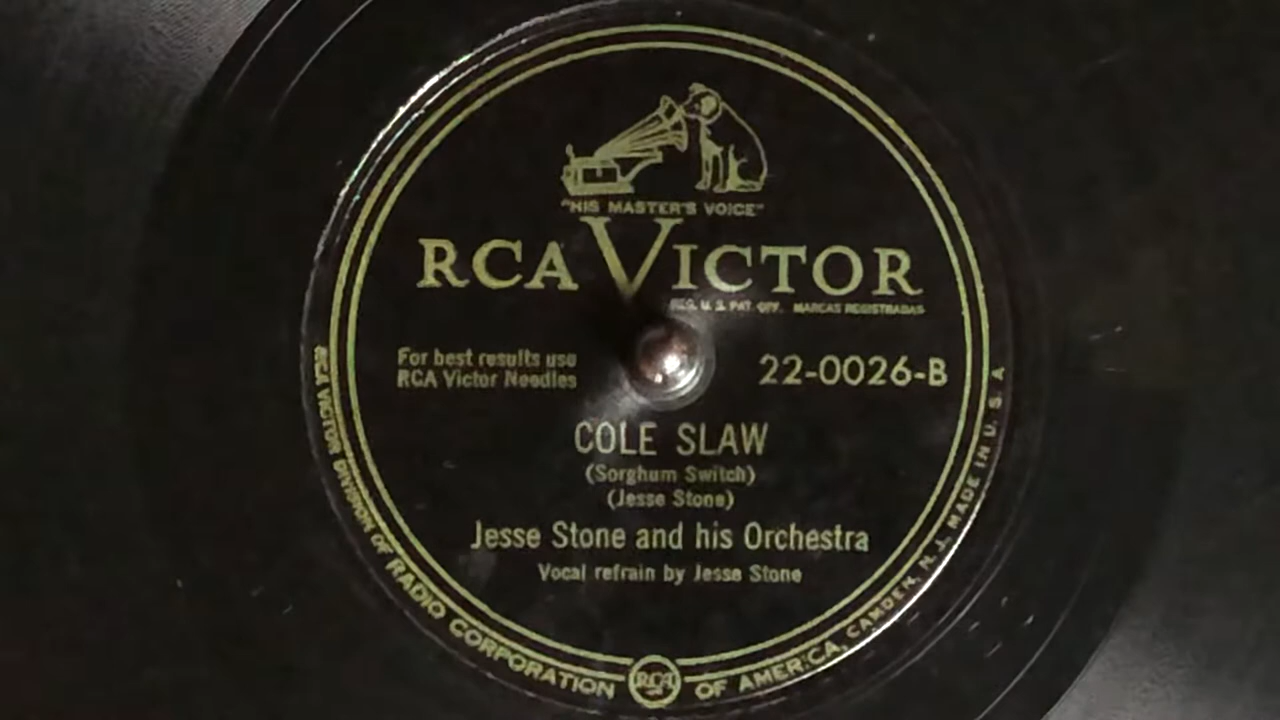 "HIS MASTER'S VOICE"
RCA VICTOR
REG. U. S. PAT. OFF. MARCAS REGISTRADAS
For best results use
RCA Victor Needles
22-0026-B
COLE SLAW
(Sorghum Switch)
(Jesse Stone)
Jesse Stone and his Orchestra
Vocal refrain by Jesse Stone
RCA VICTOR DIVISION OF RADIO CORPORATION OF AMERICA, CAMDEN, N. J. MADE IN U. S. A.
RCA